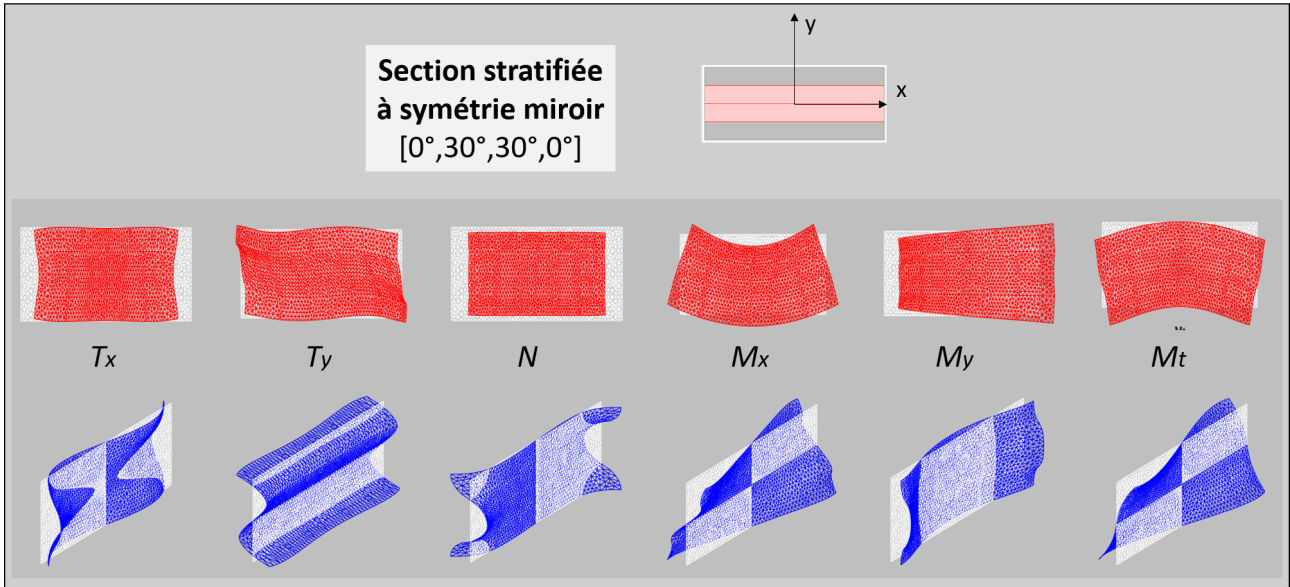 y
Section stratifiée
à symétrie miroir
[0°,30°,30°,0°]
x
Tx
Ty
N
Mx
My
Mt